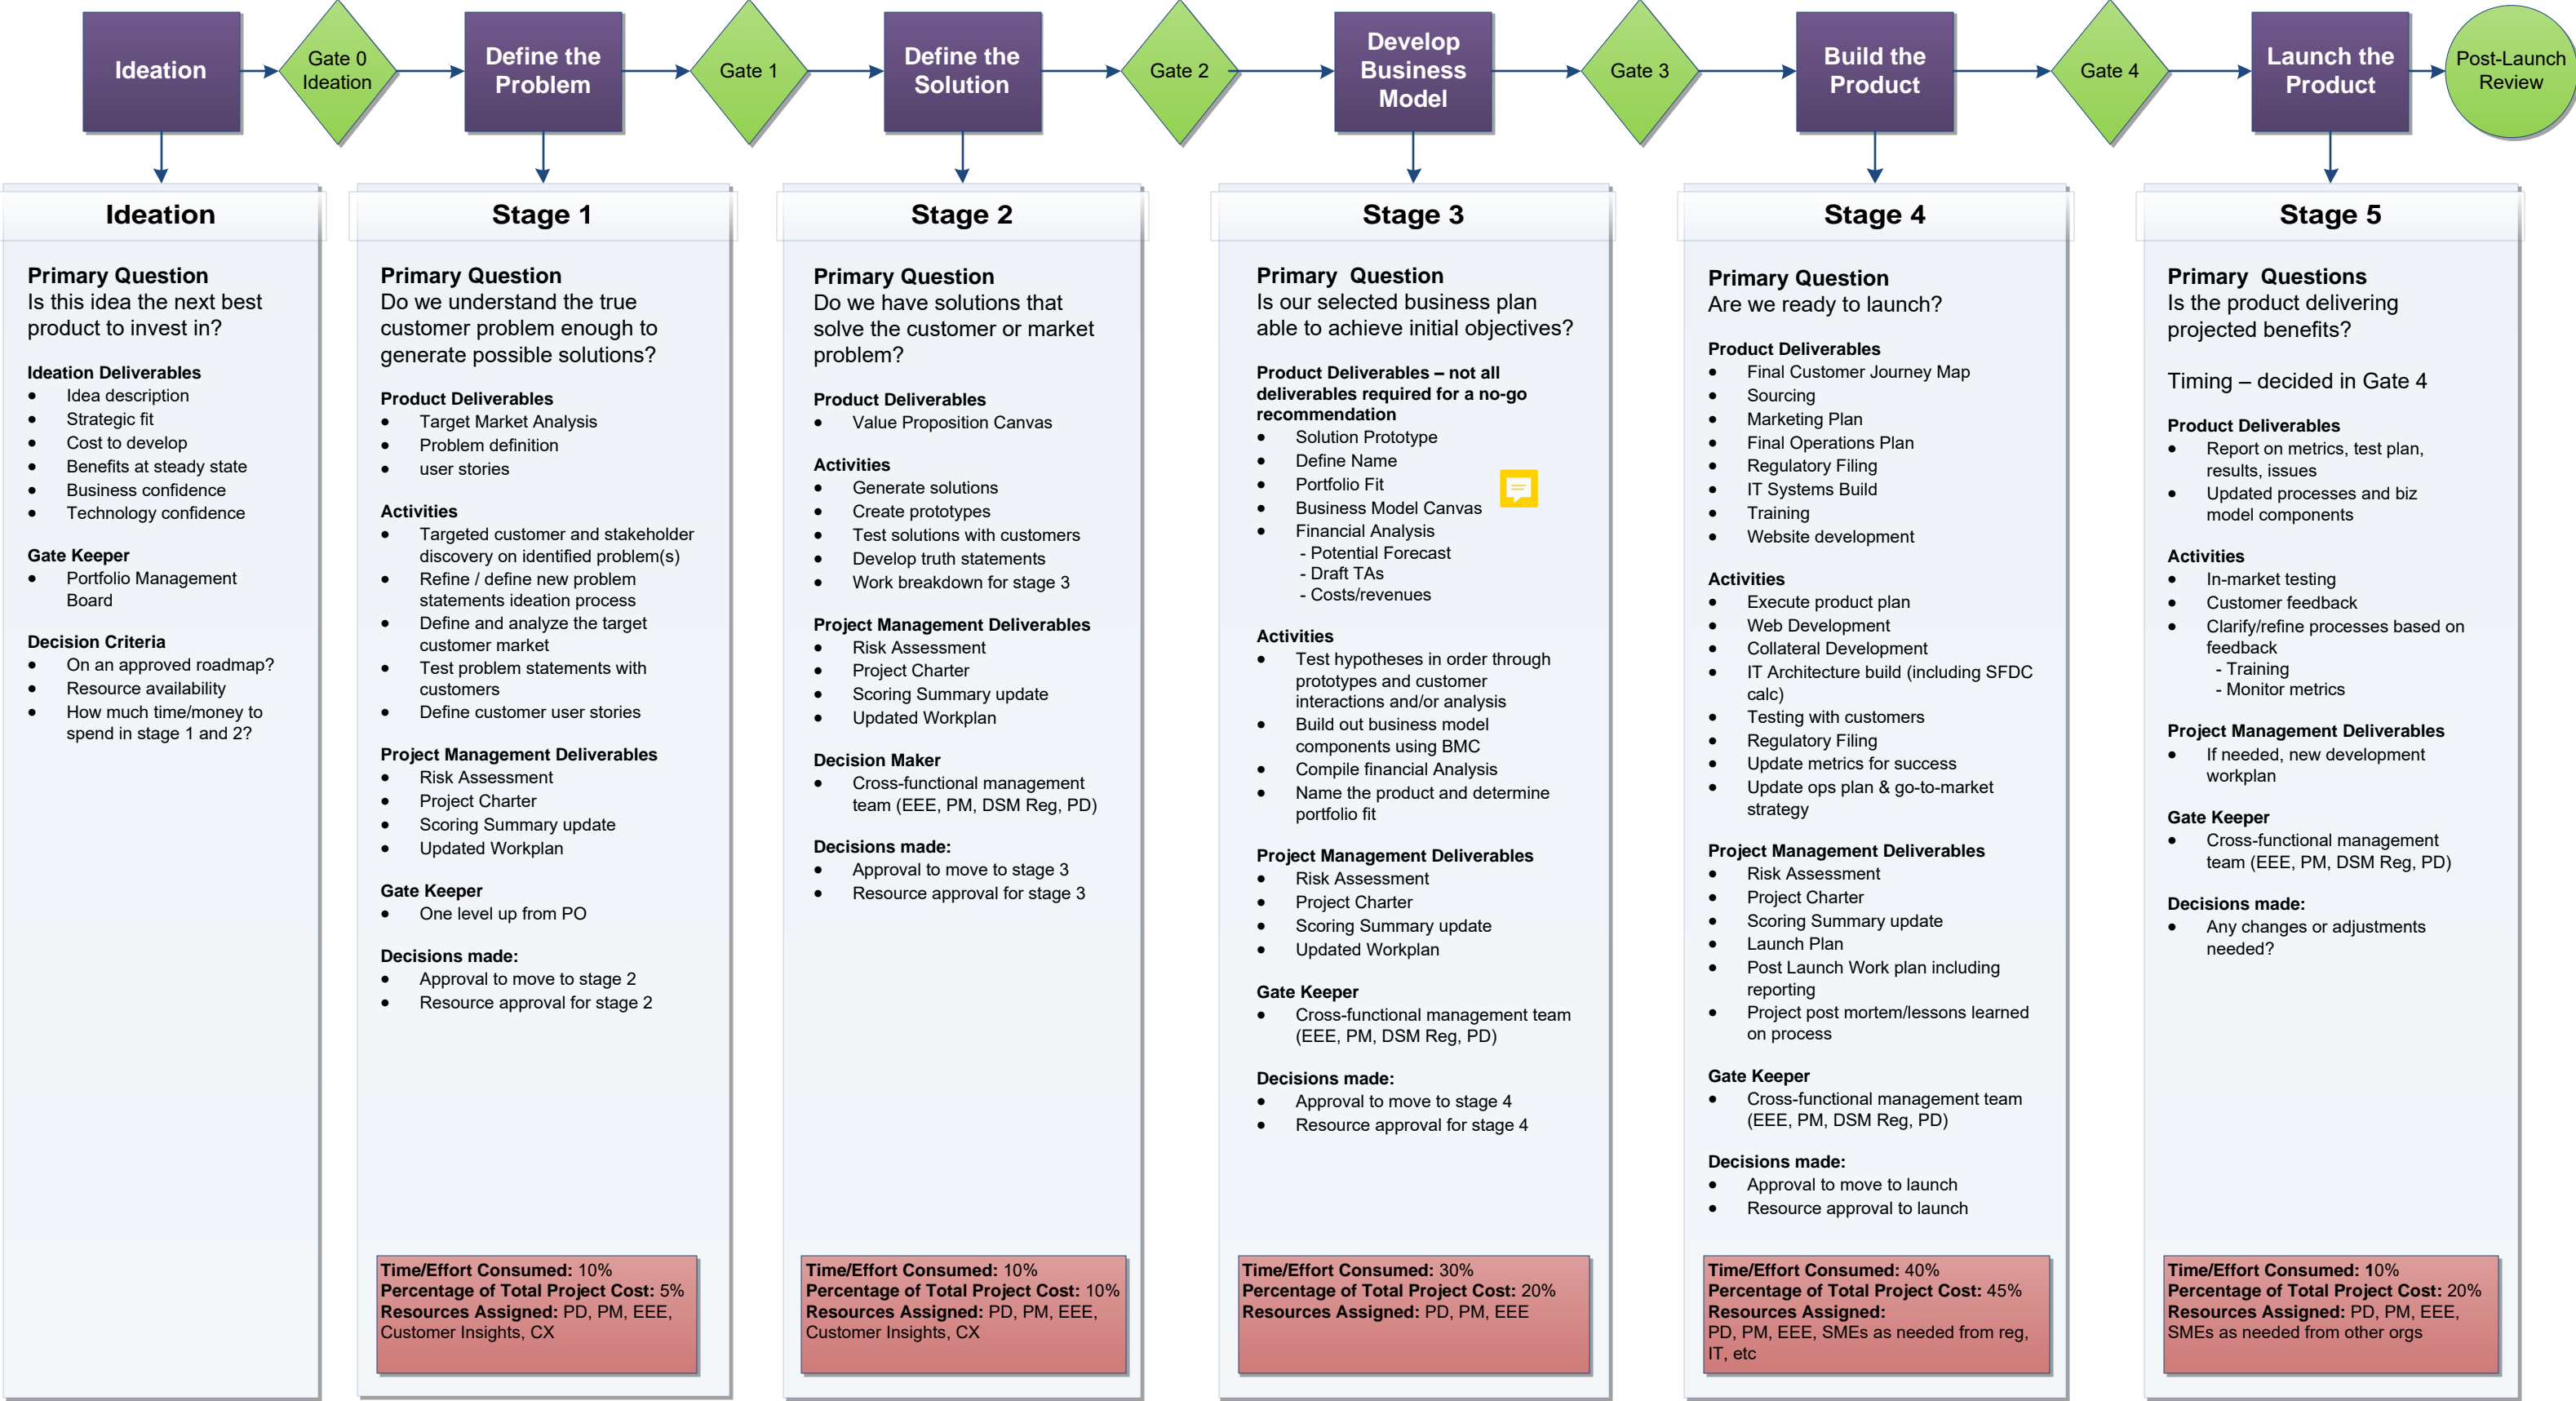 Ideation
Gate 0
Ideation
Define the
Problem
Gate 1
Define the
Solution
Gate 2
Develop
Business
Model
Gate 3
Build the
Product
Gate 4
Launch the
Product
Post-Launch
Review
Ideation
Primary Question
Is this idea the next best
product to invest in?
Ideation Deliverables
• Idea description
• Strategic fit
• Cost to develop
• Benefits at steady state
• Business confidence
• Technology confidence
Gate Keeper
• Portfolio Management
Board
Decision Criteria
• On an approved roadmap?
• Resource availability
• How much time/money to
spend in stage 1 and 2?
Stage 1
Primary Question
Do we understand the true
customer problem enough to
generate possible solutions?
Product Deliverables
• Target Market Analysis
• Problem definition
• user stories
Activities
• Targeted customer and stakeholder
discovery on identified problem(s)
• Refine / define new problem
statements ideation process
• Define and analyze the target
customer market
• Test problem statements with
customers
• Define customer user stories
Project Management Deliverables
• Risk Assessment
• Project Charter
• Scoring Summary update
• Updated Workplan
Gate Keeper
• One level up from PO
Decisions made:
• Approval to move to stage 2
• Resource approval for stage 2
Time/Effort Consumed: 10%
Percentage of Total Project Cost: 5%
Resources Assigned: PD, PM, EEE,
Customer Insights, CX
Stage 2
Primary Question
Do we have solutions that
solve the customer or market
problem?
Product Deliverables
• Value Proposition Canvas
Activities
• Generate solutions
• Create prototypes
• Test solutions with customers
• Develop truth statements
• Work breakdown for stage 3
Project Management Deliverables
• Risk Assessment
• Project Charter
• Scoring Summary update
• Updated Workplan
Decision Maker
• Cross-functional management
team (EEE, PM, DSM Reg, PD)
Decisions made:
• Approval to move to stage 3
• Resource approval for stage 3
Time/Effort Consumed: 10%
Percentage of Total Project Cost: 10%
Resources Assigned: PD, PM, EEE,
Customer Insights, CX
Stage 3
Primary Question
Is our selected business plan
able to achieve initial objectives?
Product Deliverables – not all
deliverables required for a no-go
recommendation
• Solution Prototype
• Define Name
• Portfolio Fit
• Business Model Canvas
• Financial Analysis
- Potential Forecast
- Draft TAs
- Costs/revenues
Activities
• Test hypotheses in order through
prototypes and customer
interactions and/or analysis
• Build out business model
components using BMC
• Compile financial Analysis
• Name the product and determine
portfolio fit
Project Management Deliverables
• Risk Assessment
• Project Charter
• Scoring Summary update
• Updated Workplan
Gate Keeper
• Cross-functional management team
(EEE, PM, DSM Reg, PD)
Decisions made:
• Approval to move to stage 4
• Resource approval for stage 4
Time/Effort Consumed: 30%
Percentage of Total Project Cost: 20%
Resources Assigned: PD, PM, EEE
Stage 4
Primary Question
Are we ready to launch?
Product Deliverables
• Final Customer Journey Map
• Sourcing
• Marketing Plan
• Final Operations Plan
• Regulatory Filing
• IT Systems Build
• Training
• Website development
Activities
• Execute product plan
• Web Development
• Collateral Development
• IT Architecture build (including SFDC
calc)
• Testing with customers
• Regulatory Filing
• Update metrics for success
• Update ops plan & go-to-market
strategy
Project Management Deliverables
• Risk Assessment
• Project Charter
• Scoring Summary update
• Launch Plan
• Post Launch Work plan including
reporting
• Project post mortem/lessons learned
on process
Gate Keeper
• Cross-functional management team
(EEE, PM, DSM Reg, PD)
Decisions made:
• Approval to move to launch
• Resource approval to launch
Time/Effort Consumed: 40%
Percentage of Total Project Cost: 45%
Resources Assigned:
PD, PM, EEE, SMEs as needed from reg,
IT, etc
Stage 5
Primary Questions
Is the product delivering
projected benefits?
Timing – decided in Gate 4
Product Deliverables
• Report on metrics, test plan,
results, issues
• Updated processes and biz
model components
Activities
• In-market testing
• Customer feedback
• Clarify/refine processes based on
feedback
- Training
- Monitor metrics
Project Management Deliverables
• If needed, new development
workplan
Gate Keeper
• Cross-functional management
team (EEE, PM, DSM Reg, PD)
Decisions made:
• Any changes or adjustments
needed?
Time/Effort Consumed: 10%
Percentage of Total Project Cost: 20%
Resources Assigned: PD, PM, EEE,
SMEs as needed from other orgs